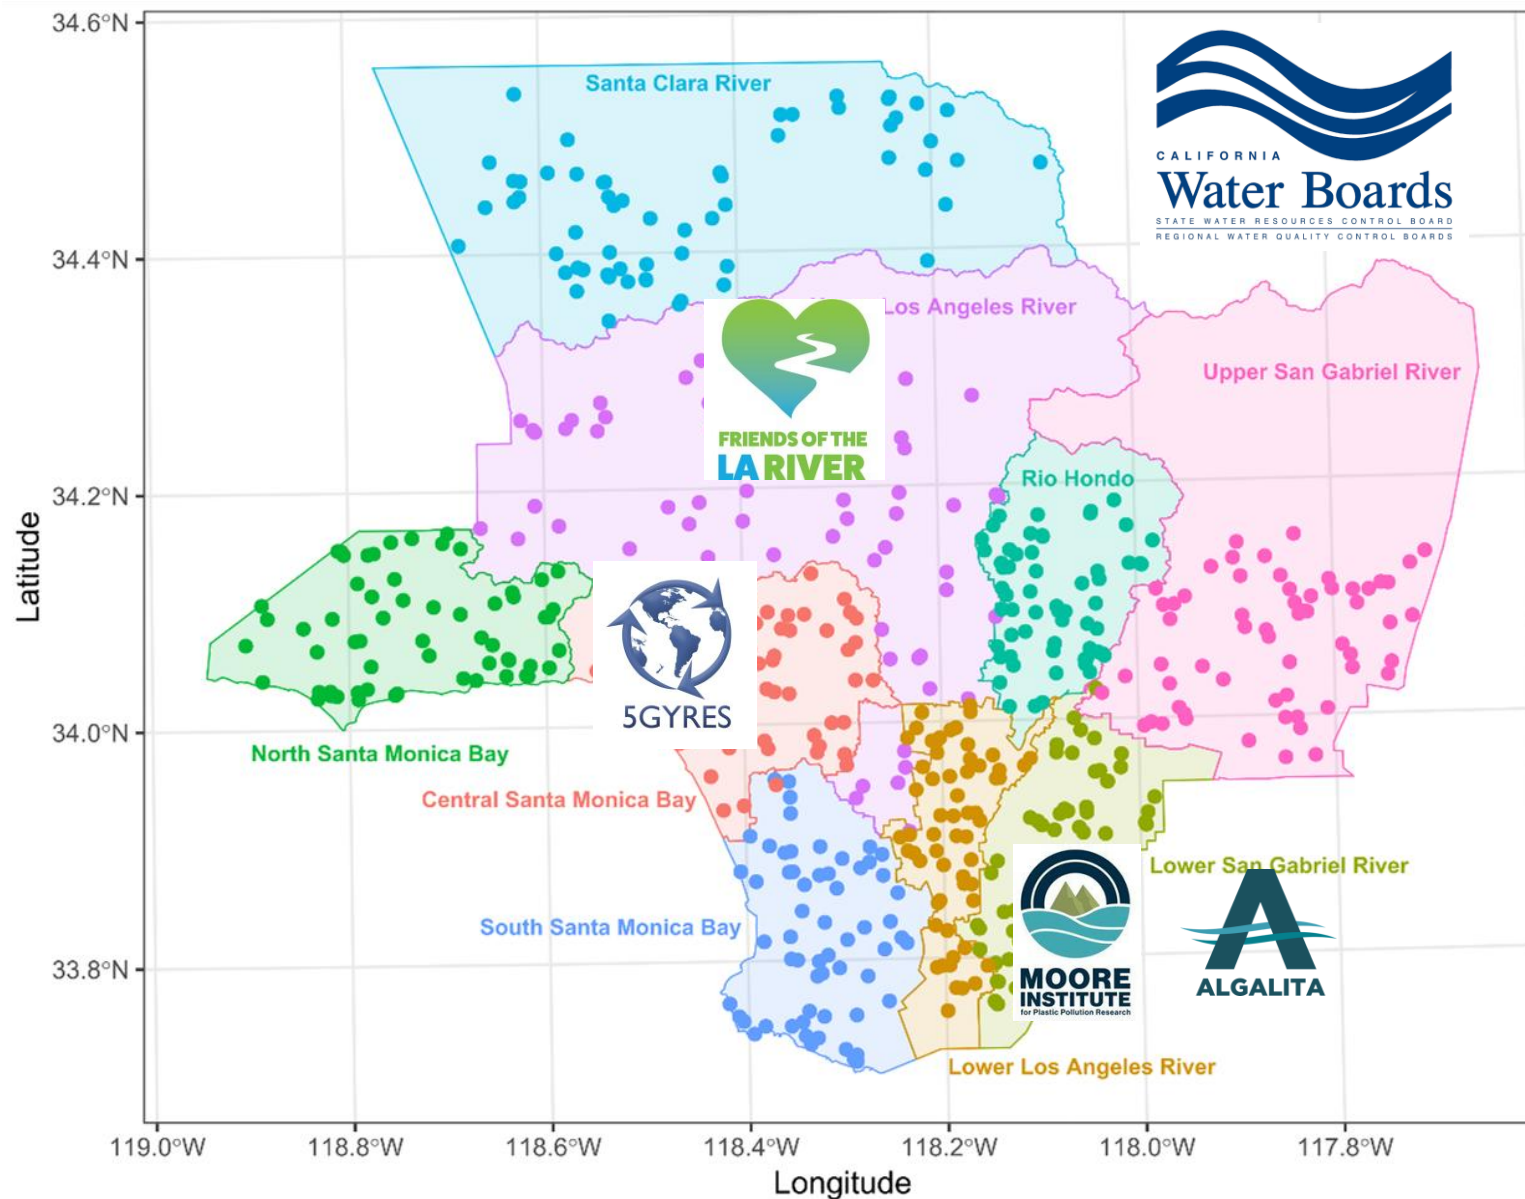 34.6°N
Santa Clara River
CALIFORNIA
Water Boards
STATE WATER RESOURCES CONTROL BOARD
REGIONAL WATER QUALITY CONTROL BOARDS
34.4°N
Los Angeles River
Upper San Gabriel River
FRIENDS OF THE
LA RIVER
Rio Hondo
34.2°N
Latitude
5GYRES
34.0°N
North Santa Monica Bay
Central Santa Monica Bay
Lower San Gabriel River
South Santa Monica Bay
33.8°N
MOORE
INSTITUTE
for Plastic Pollution Research
ALGALITA
Lower Los Angeles River
119.0°W 118.8°W 118.6°W 118.4°W 118.2°W 118.0°W 117.8°W
Longitude